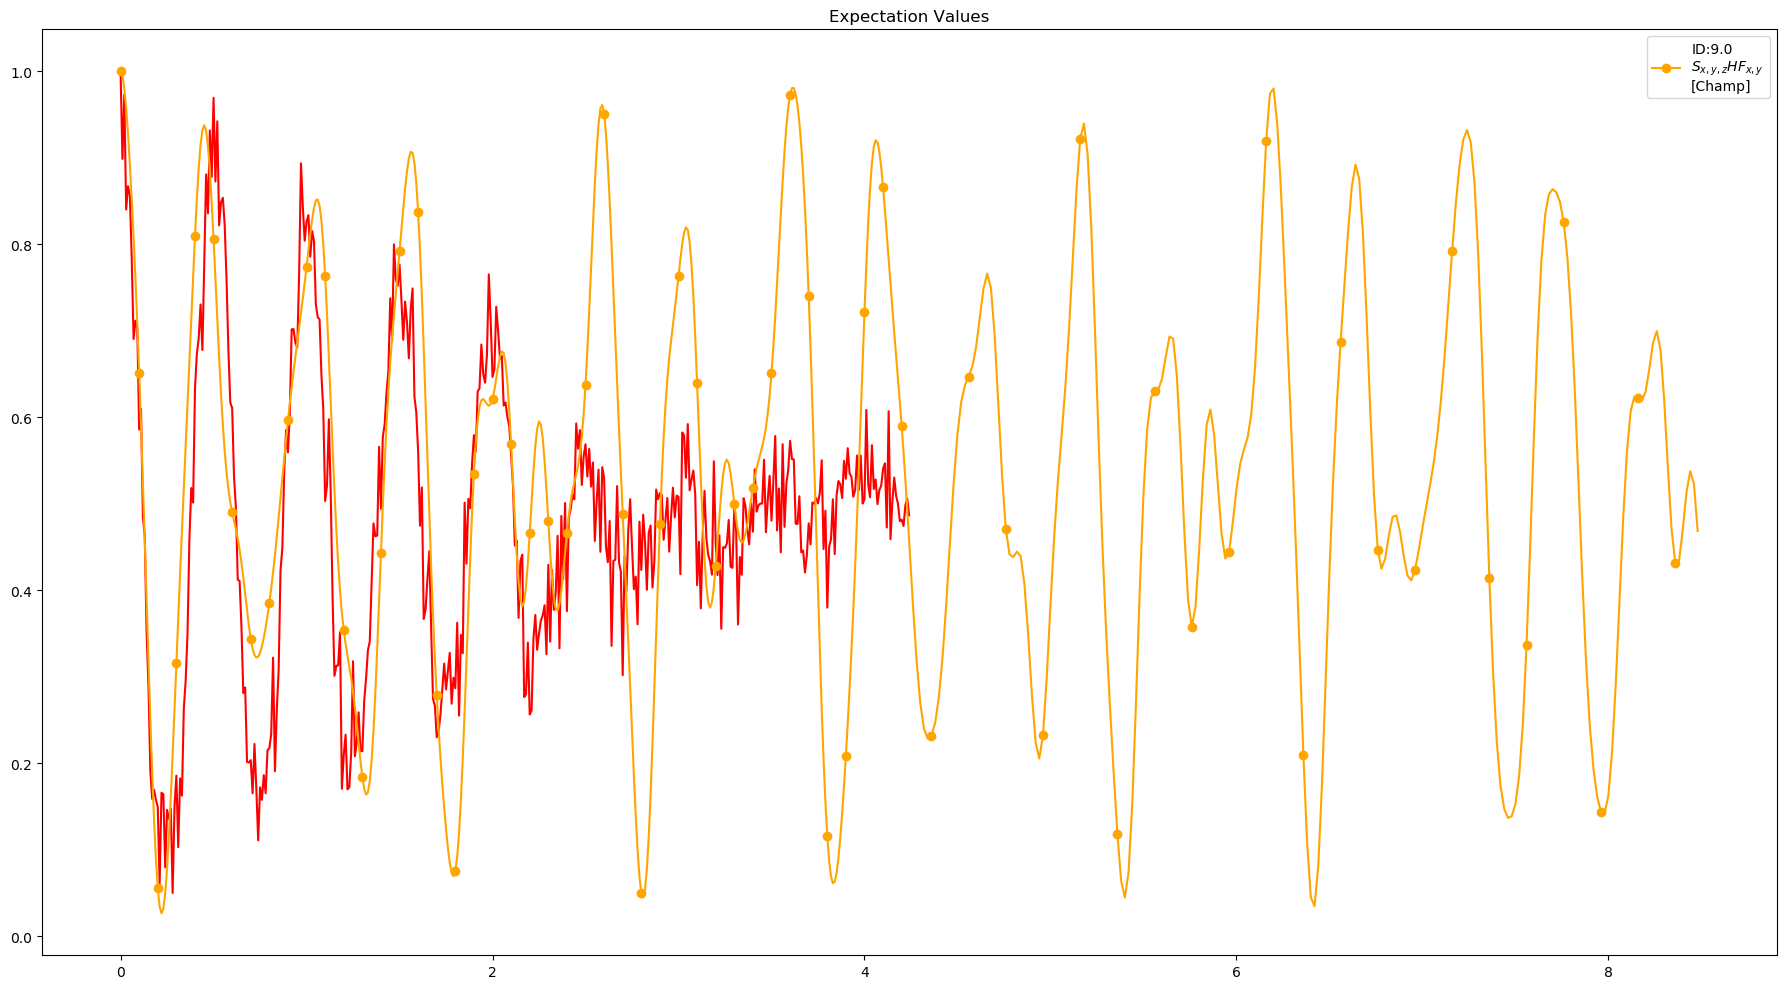 Expectation Values
ID:9.0
S_{x,y,z}HF_{x,y}
[Champ]
1.0
0.8
0.6
0.4
0.2
0.0
0 2 4 6 8